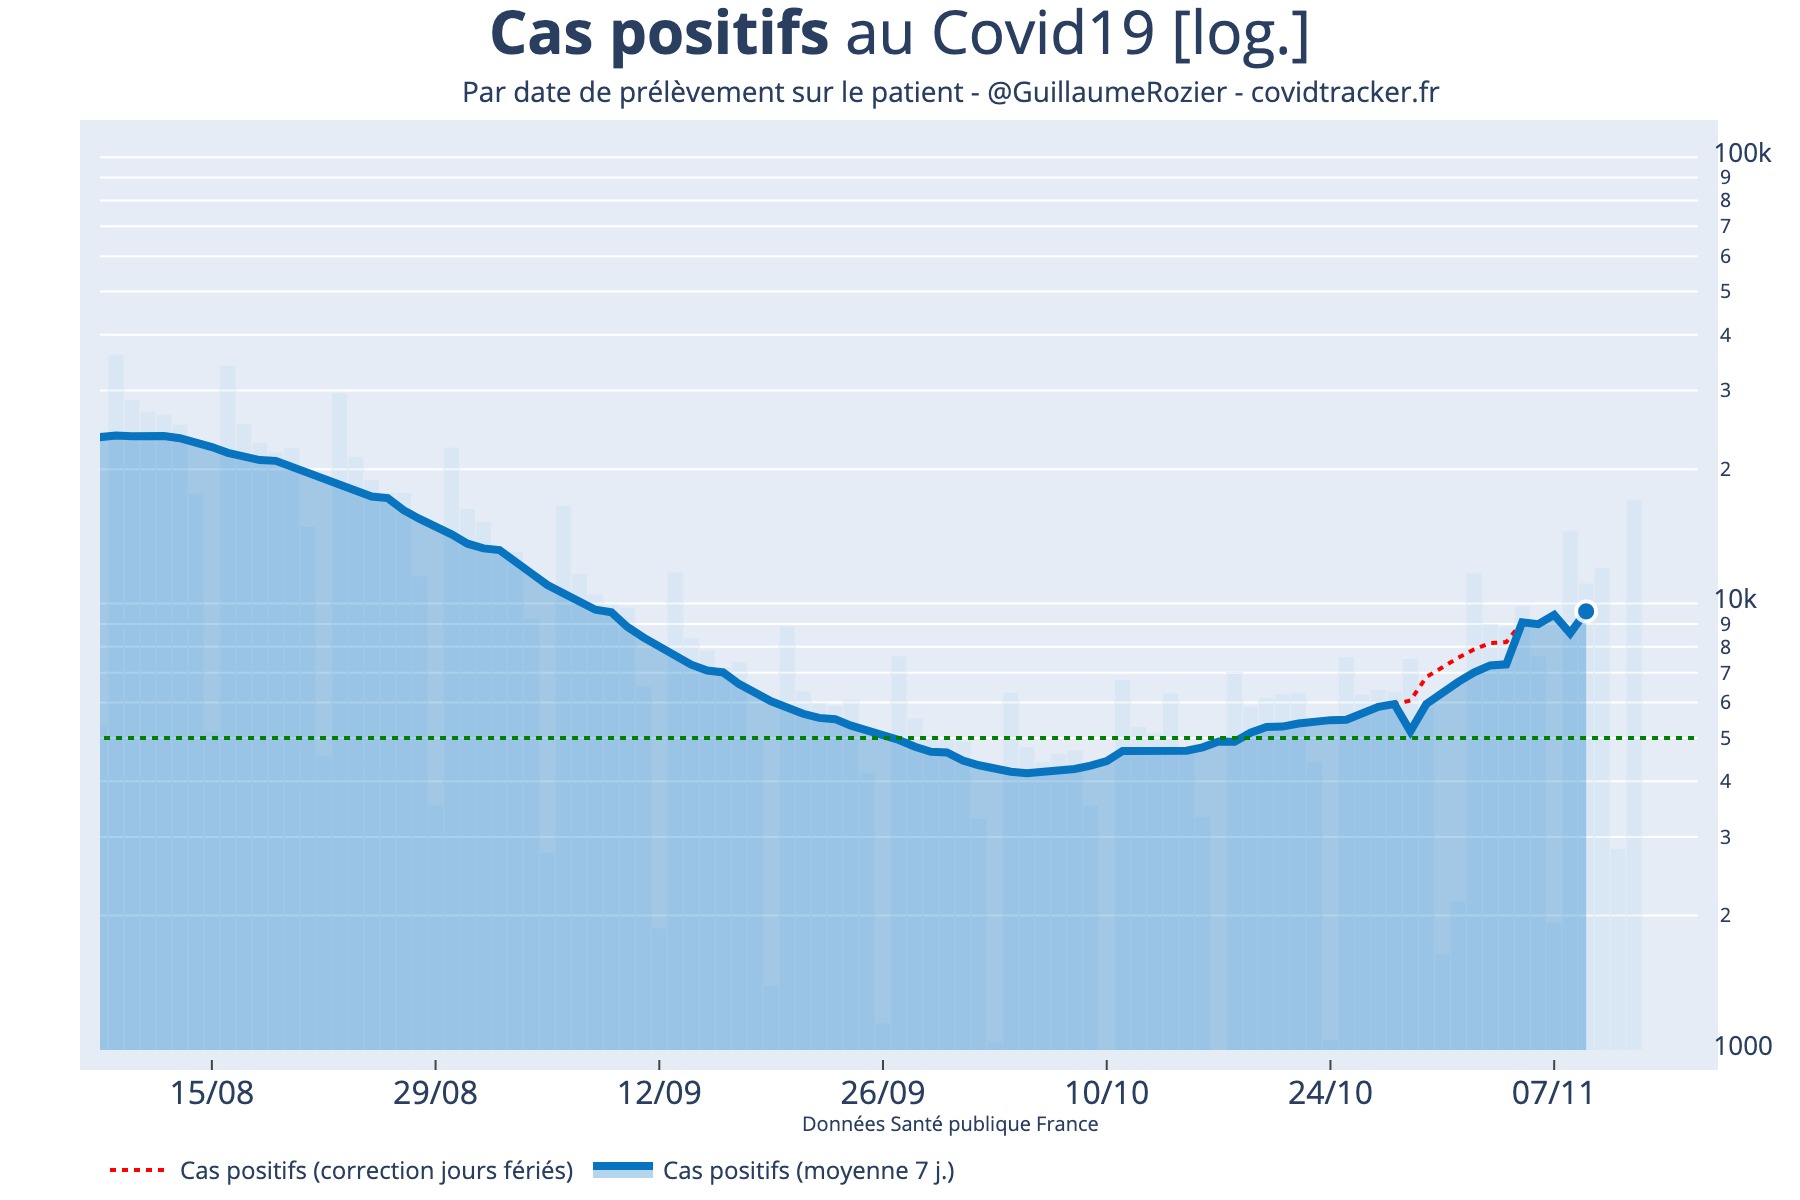 Cas positifs au Covid19 [log.]
Par date de prélèvement sur le patient - @GuillaumeRozier - covidtracker.fr
100k
9
8
7
6
5
4
3
2
10k
9
8
7
6
5
4
3
2
1000
15/08 29/08 12/09 26/09 10/10 24/10 07/11
Données Santé publique France
Cas positifs (correction jours fériés) Cas positifs (moyenne 7 j.)